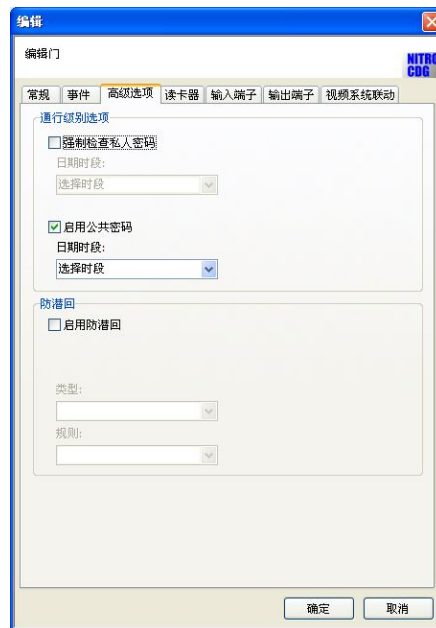 编辑
编辑门
NITRO
CDG
常规 事件 高级选项 读卡器 输入端子 输出端子 视频系统联动
通行级别选项
强制检查私人密码
日期时段:
选择时段
启用公共密码
日期时段:
选择时段
防潜回
启用防潜回
类型:
规则:
确定 取消